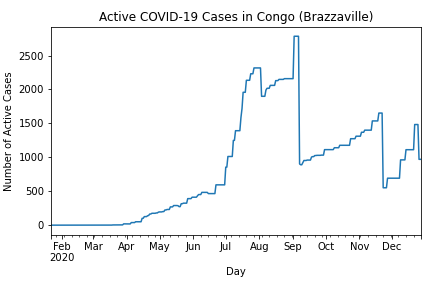 Active COVID-19 Cases in Congo (Brazzaville)
Number of Active Cases
2500
2000
1500
1000
500
0
Feb Mar Apr May Jun Jul Aug Sep Oct Nov Dec
2020
Day